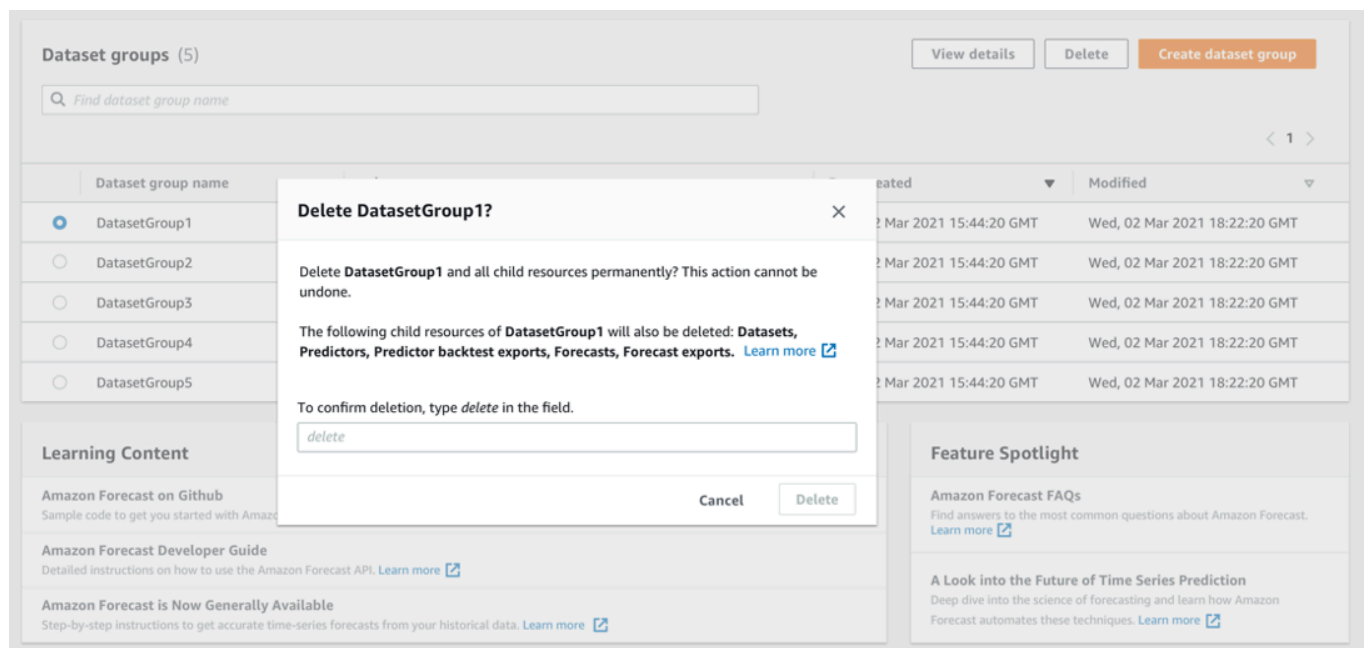 Dataset groups (5)
View details
Delete
Create dataset group
Find dataset group name
1
Dataset group name
eated
Modified
DatasetGroup1
2 Mar 2021 15:44:20 GMT
Wed, 02 Mar 2021 18:22:20 GMT
DatasetGroup2
2 Mar 2021 15:44:20 GMT
Wed, 02 Mar 2021 18:22:20 GMT
DatasetGroup3
2 Mar 2021 15:44:20 GMT
Wed, 02 Mar 2021 18:22:20 GMT
DatasetGroup4
2 Mar 2021 15:44:20 GMT
Wed, 02 Mar 2021 18:22:20 GMT
DatasetGroup5
2 Mar 2021 15:44:20 GMT
Wed, 02 Mar 2021 18:22:20 GMT
Delete DatasetGroup1?
Delete DatasetGroup1 and all child resources permanently? This action cannot be
undone.
The following child resources of DatasetGroup1 will also be deleted: Datasets,
Predictors, Predictor backtest exports, Forecasts, Forecast exports. Learn more
To confirm deletion, type delete in the field.
delete
Cancel
Delete
Learning Content
Amazon Forecast on Github
Sample code to get you started with Amazo
Amazon Forecast Developer Guide
Detailed instructions on how to use the Amazon Forecast API. Learn more
Amazon Forecast is Now Generally Available
Step-by-step instructions to get accurate time-series forecasts from your historical data. Learn more
Feature Spotlight
Amazon Forecast FAQs
Find answers to the most common questions about Amazon Forecast.
Learn more
A Look into the Future of Time Series Prediction
Deep dive into the science of forecasting and learn how Amazon
Forecast automates these techniques. Learn more